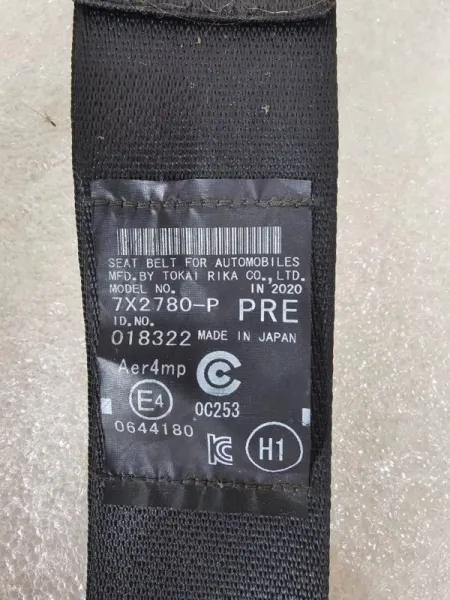 SEAT BELT FOR AUTOMOBILES
MFD.BY TOKAI RIKA CO.,LTD.
MODEL NO. IN 2020
7X2780-P PRE
ID.NO.
018322 MADE IN JAPAN
Aer4mp
E4 0C253
0644180
H1